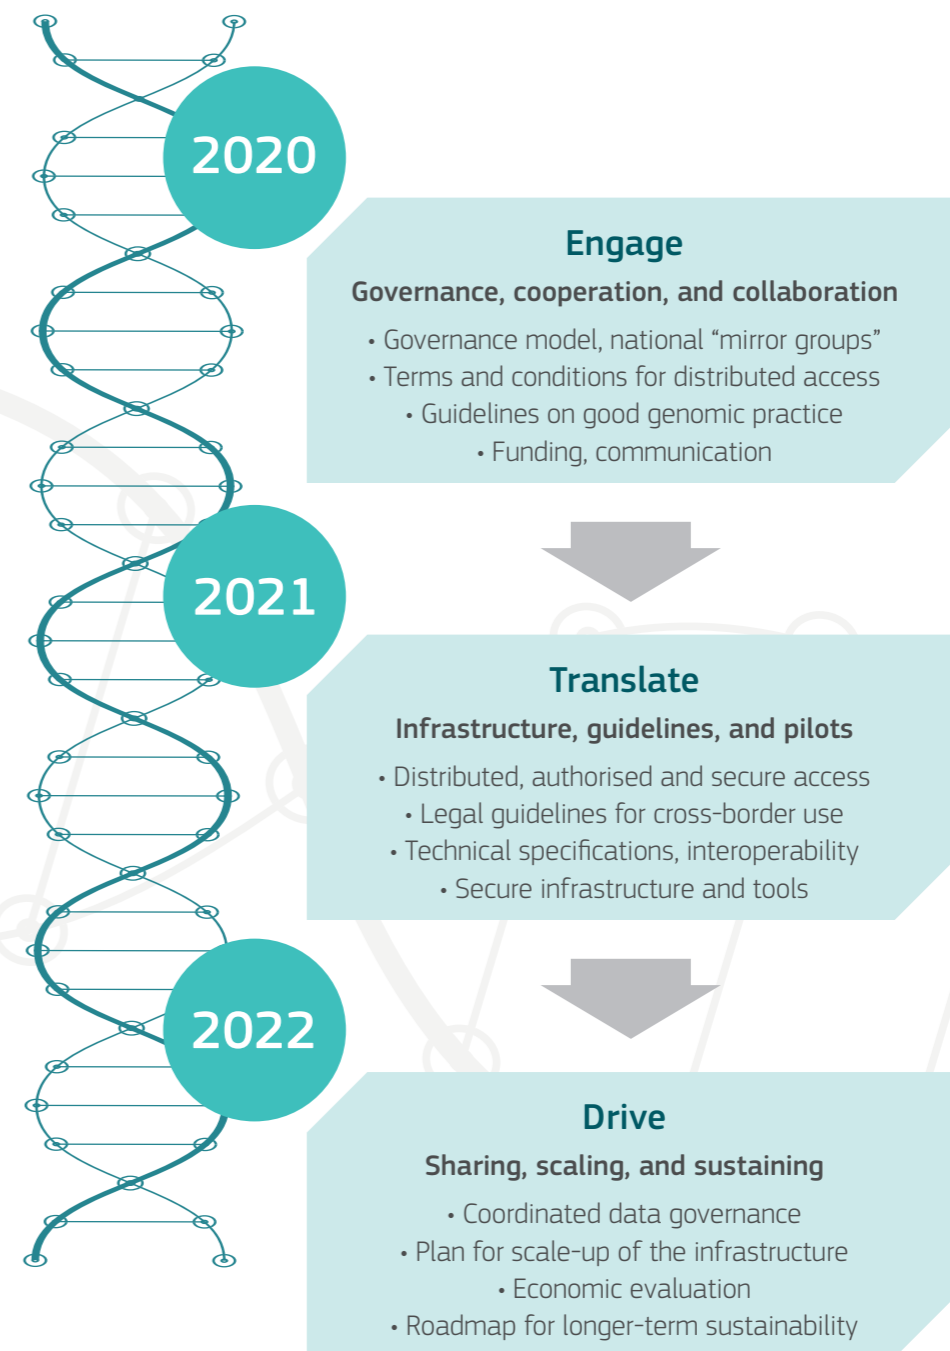 2020
Engage
Governance, cooperation, and collaboration
• Governance model, national “mirror groups”
• Terms and conditions for distributed access
• Guidelines on good genomic practice
• Funding, communication
2021
Translate
Infrastructure, guidelines, and pilots
• Distributed, authorised and secure access
• Legal guidelines for cross-border use
• Technical specifications, interoperability
• Secure infrastructure and tools
2022
Drive
Sharing, scaling, and sustaining
• Coordinated data governance
• Plan for scale-up of the infrastructure
• Economic evaluation
• Roadmap for longer-term sustainability